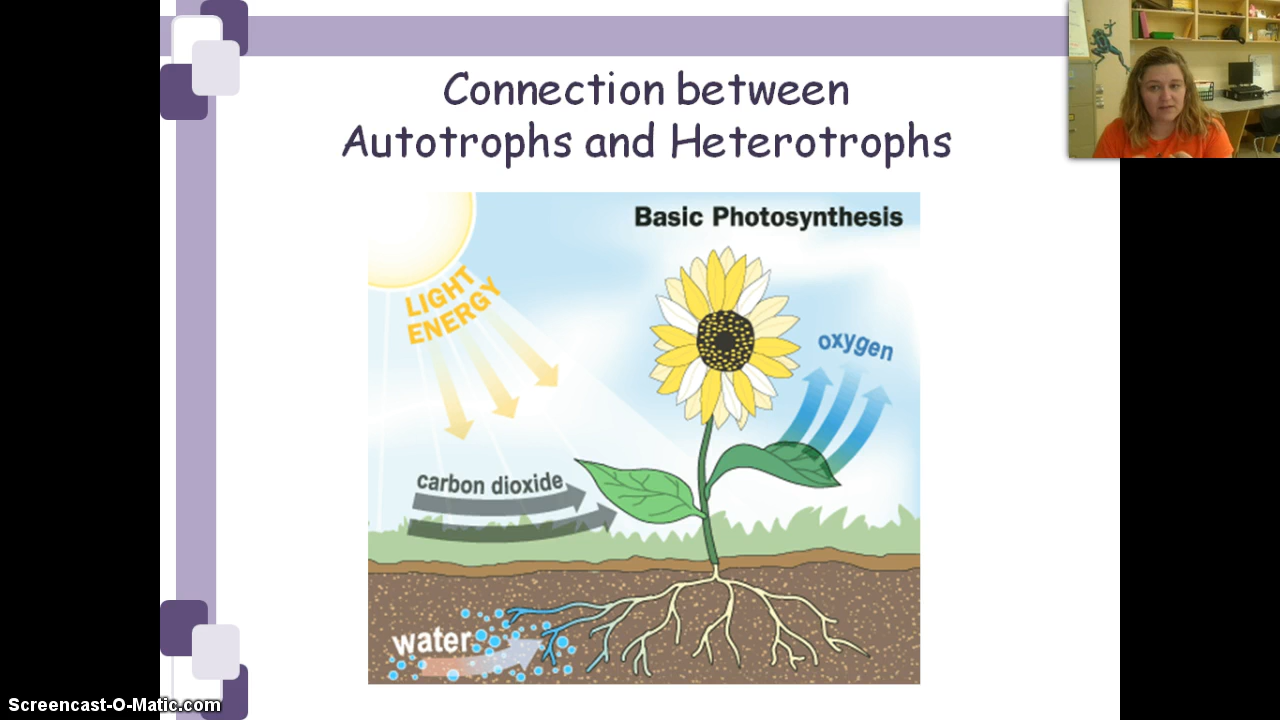 Connection between
Autotrophs and Heterotrophs
Basic Photosynthesis
LIGHT
ENERGY
oxygen
carbon dioxide
water
Screencast-O-Matic.com